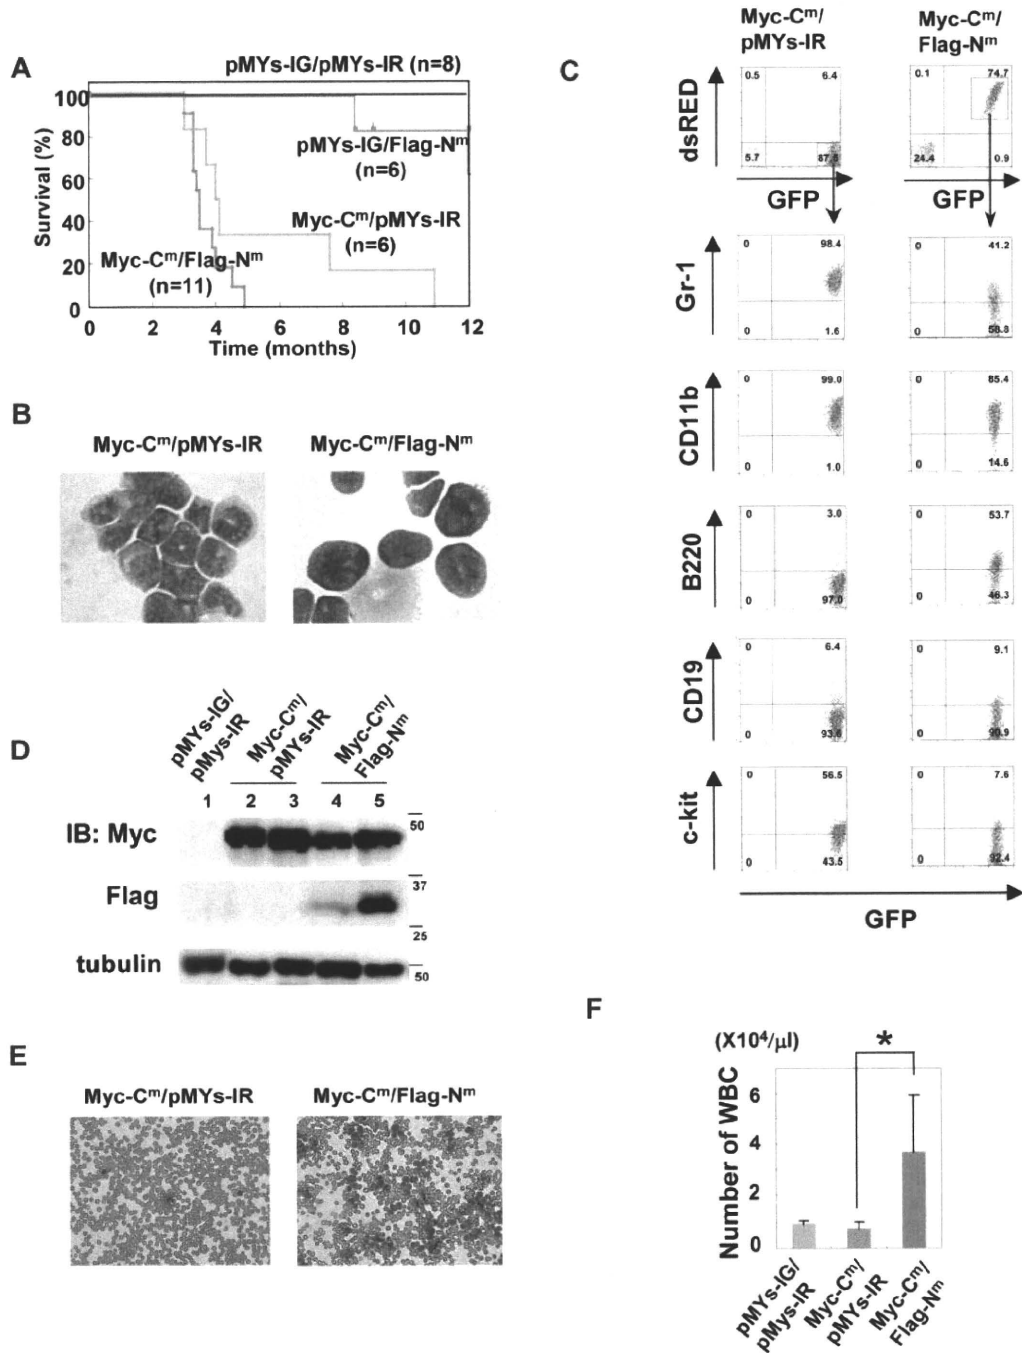 A
pMYs-IG/pMYs-IR (n=8)
Survival (%)
100
80
60
40
20
0
pMYs-IG/Flag-Nᵐ
(n=6)
Myc-Cᵐ/pMYs-IR
(n=6)
Myc-Cᵐ/Flag-Nᵐ
(n=11)
0 2 4 6 8 10 12
Time (months)
B
Myc-Cᵐ/pMYs-IR Myc-Cᵐ/Flag-Nᵐ
C
Myc-Cᵐ/
pMYs-IR
Myc-Cᵐ/
Flag-Nᵐ
dsRED
0.5 6.4
5.7 87.5
0.1 74.7
24.4 0.9
GFP GFP
Gr-1
0 98.4
0 1.6
0 41.2
0 58.8
CD11b
0 99.0
0 1.0
0 85.4
0 14.6
B220
0 3.0
0 97.0
0 53.7
0 46.3
CD19
0 6.4
0 93.6
0 9.1
0 90.9
c-kit
0 56.5
0 43.5
0 7.6
0 92.4
GFP
D
pMYs-IG/
pMys-IR
Myc-Cᵐ/
pMYs-IR
Myc-Cᵐ/
Flag-Nᵐ
1 2 3 4 5
IB: Myc
50
Flag
37
25
tubulin
50
E
Myc-Cᵐ/pMYs-IR Myc-Cᵐ/Flag-Nᵐ
F
(X10⁴/μl)
*
Number of WBC
6
4
2
0
pMYs-IG/
pMys-IR
Myc-Cᵐ/
pMYs-IR
Myc-Cᵐ/
Flag-Nᵐ